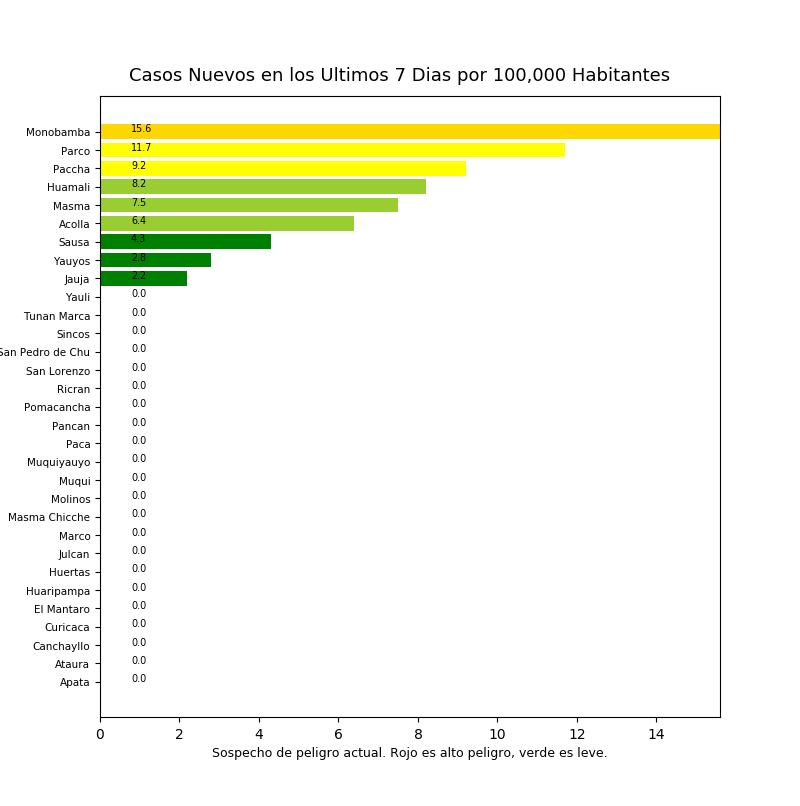 Casos Nuevos en los Ultimos 7 Dias por 100,000 Habitantes
Monobamba 15.6
Parco 11.7
Paccha 9.2
Huamali 8.2
Masma 7.5
Acolla 6.4
Sausa 4.3
Yauyos 2.8
Jauja 2.2
Yauli 0.0
Tunan Marca 0.0
Sincos 0.0
San Pedro de Chu 0.0
San Lorenzo 0.0
Ricran 0.0
Pomacancha 0.0
Pancan 0.0
Paca 0.0
Muquiyauyo 0.0
Muqui 0.0
Molinos 0.0
Masma Chicche 0.0
Marco 0.0
Julcan 0.0
Huertas 0.0
Huaripampa 0.0
El Mantaro 0.0
Curicaca 0.0
Canchayllo 0.0
Ataura 0.0
Apata 0.0
0 2 4 6 8 10 12 14
Sospecho de peligro actual. Rojo es alto peligro, verde es leve.